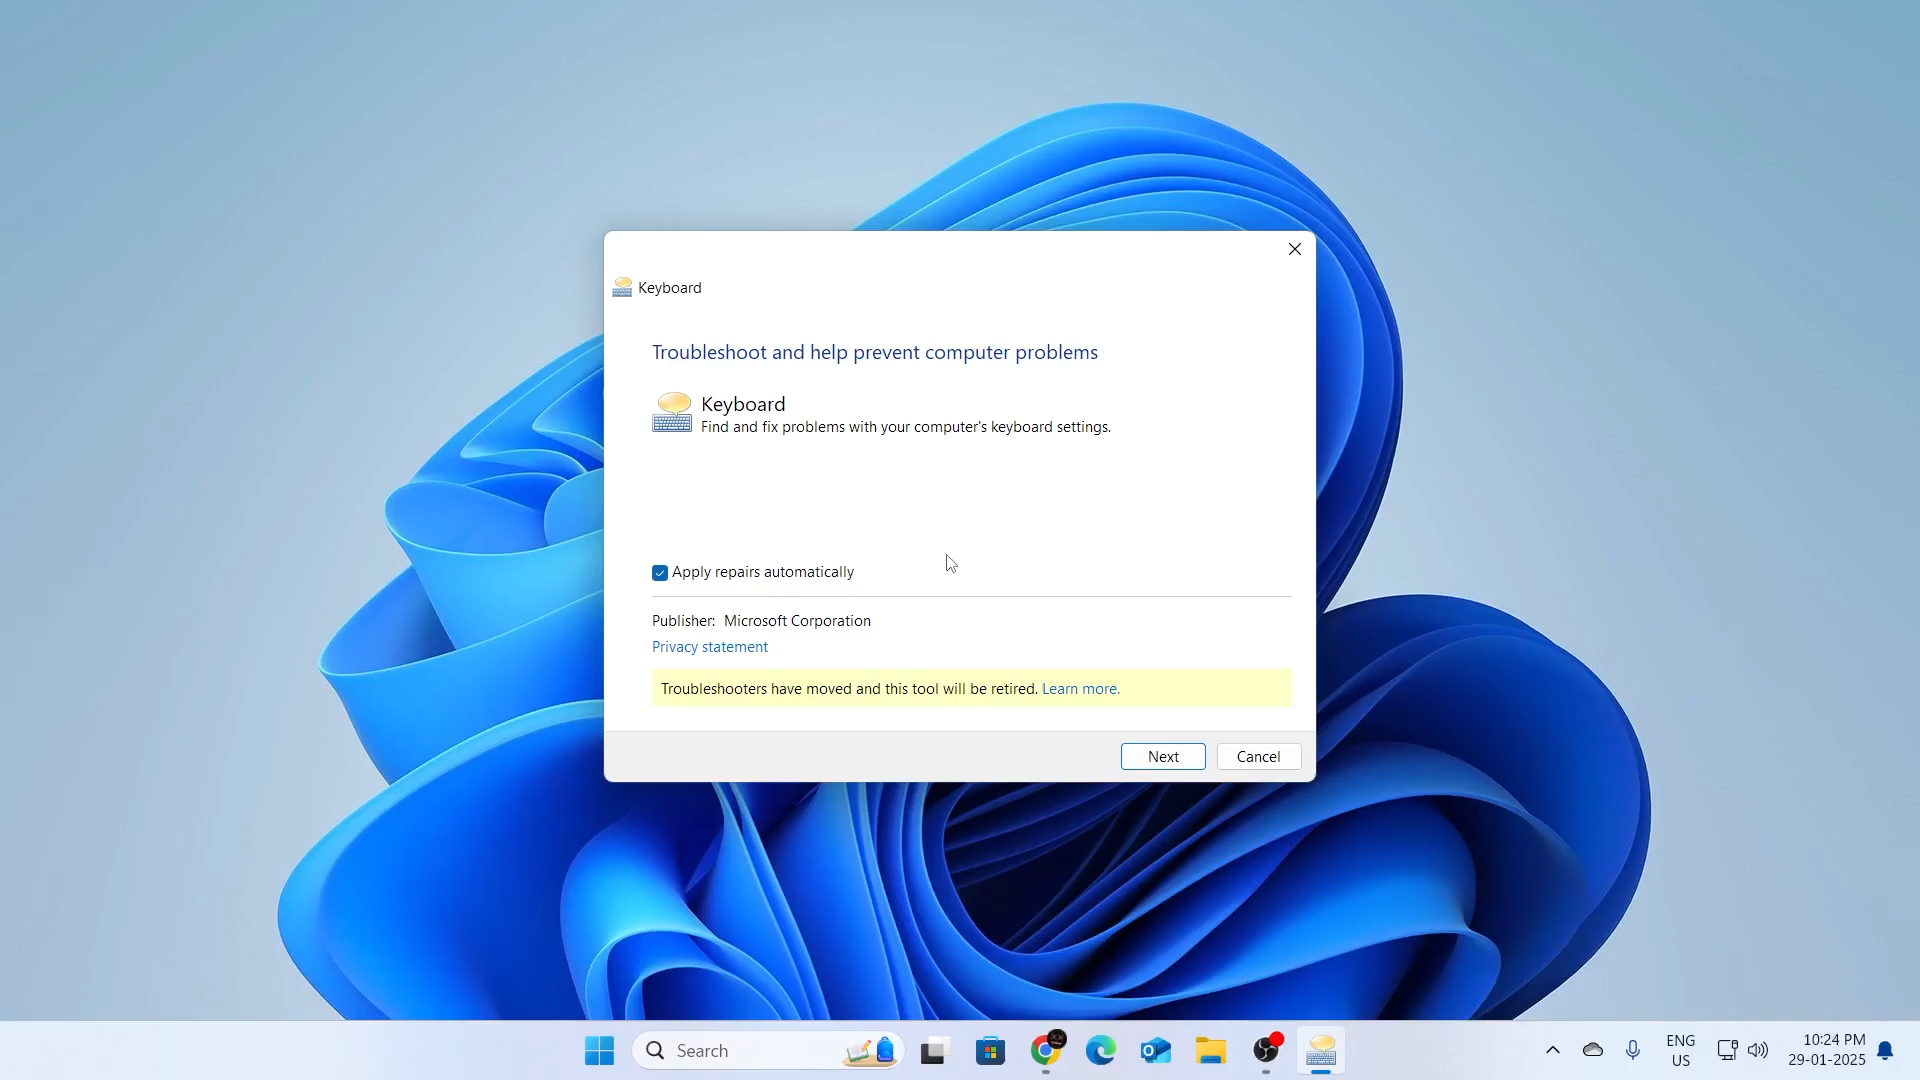 Keyboard
Troubleshoot and help prevent computer problems
Keyboard
Find and fix problems with your computer's keyboard settings.
Apply repairs automatically
Publisher: Microsoft Corporation
Privacy statement
Troubleshooters have moved and this tool will be retired. Learn more.
Next Cancel
Search
ENG
US
10:24 PM
29-01-2025